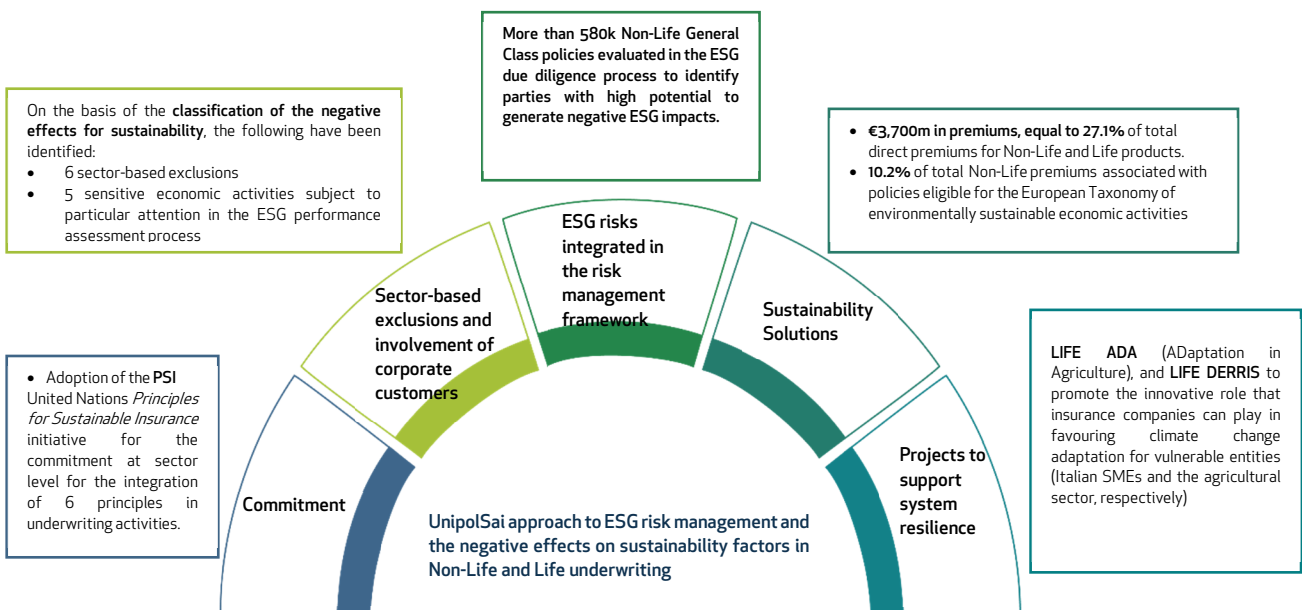 More than 580k Non-Life General
Class policies evaluated in the ESG
due diligence process to identify
parties with high potential to
generate negative ESG impacts.
On the basis of the classification of the negative
effects for sustainability, the following have been
identified:
• 6 sector-based exclusions
• 5 sensitive economic activities subject to
particular attention in the ESG performance
assessment process
• €3,700m in premiums, equal to 27.1% of total
direct premiums for Non-Life and Life products.
• 10.2% of total Non-Life premiums associated with
policies eligible for the European Taxonomy of
environmentally sustainable economic activities
• Adoption of the PSI
United Nations Principles
for Sustainable Insurance
initiative for the
commitment at sector
level for the integration
of 6 principles in
underwriting activities.
Commitment
Sector-based
exclusions and
involvement of
corporate
customers
ESG risks
integrated in
the risk
management
framework
Sustainability
Solutions
Projects to
support
system
resilience
LIFE ADA (ADaptation in
Agriculture), and LIFE DERRIS to
promote the innovative role that
insurance companies can play in
favouring climate change
adaptation for vulnerable entities
(Italian SMEs and the agricultural
sector, respectively)
UnipolSai approach to ESG risk management and
the negative effects on sustainability factors in
Non-Life and Life underwriting